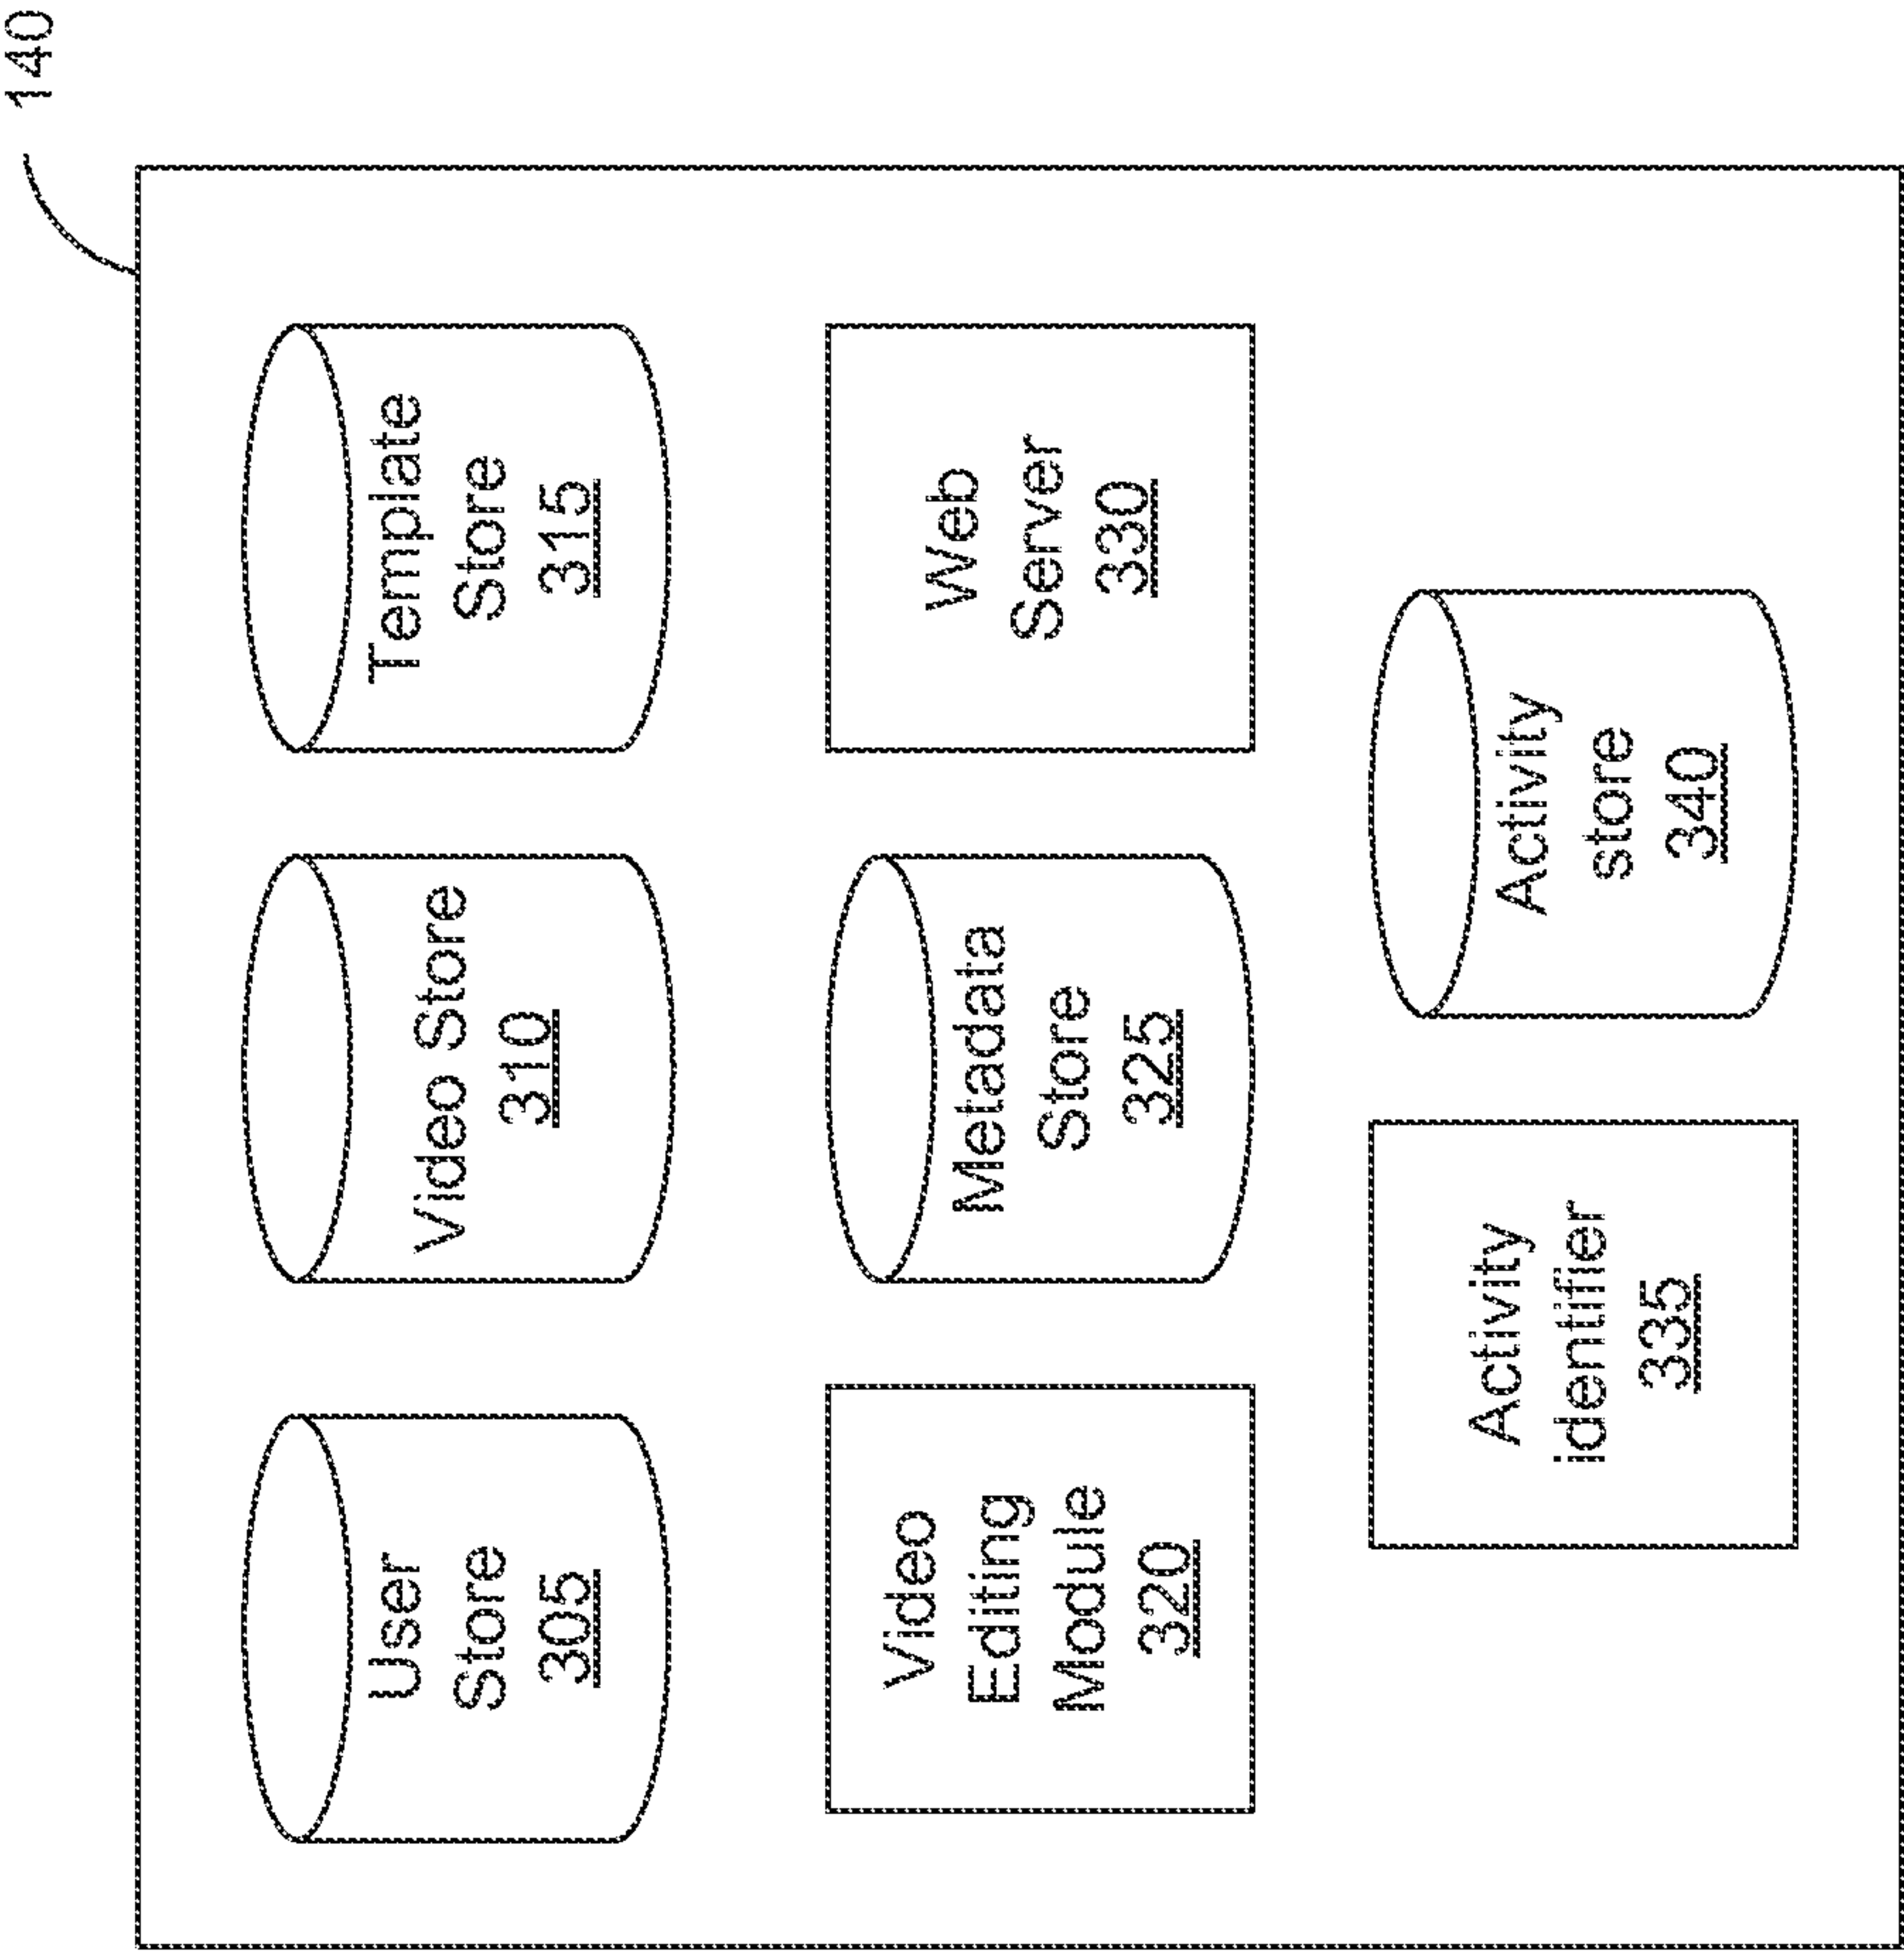 140
User
Store
305
Video Store
310
Template
Store
315
Video
Editing
Module
320
Metadata
Store
325
Web
Server
330
Activity
identifier
335
Activity
store
340